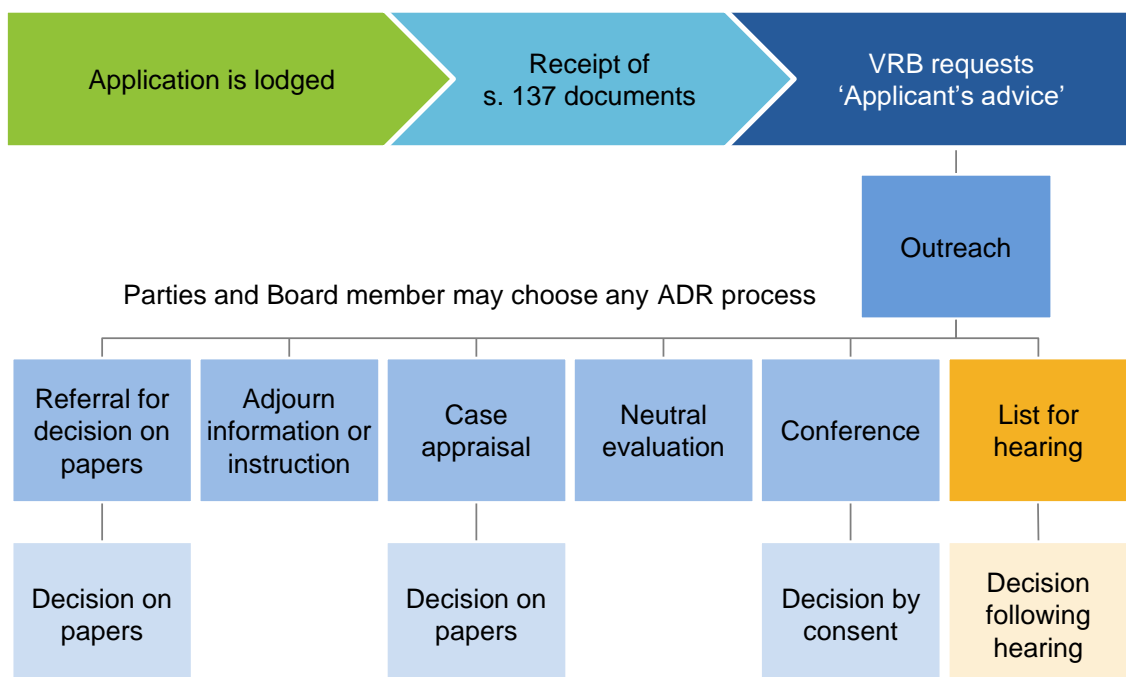 Application is lodged
Receipt of
s. 137 documents
VRB requests
‘Applicant’s advice’
Outreach
Parties and Board member may choose any ADR process
Referral for
decision on
papers
Adjourn
information or
instruction
Case
appraisal
Neutral
evaluation
Conference
List for
hearing
Decision on
papers
Decision on
papers
Decision by
consent
Decision
following
hearing